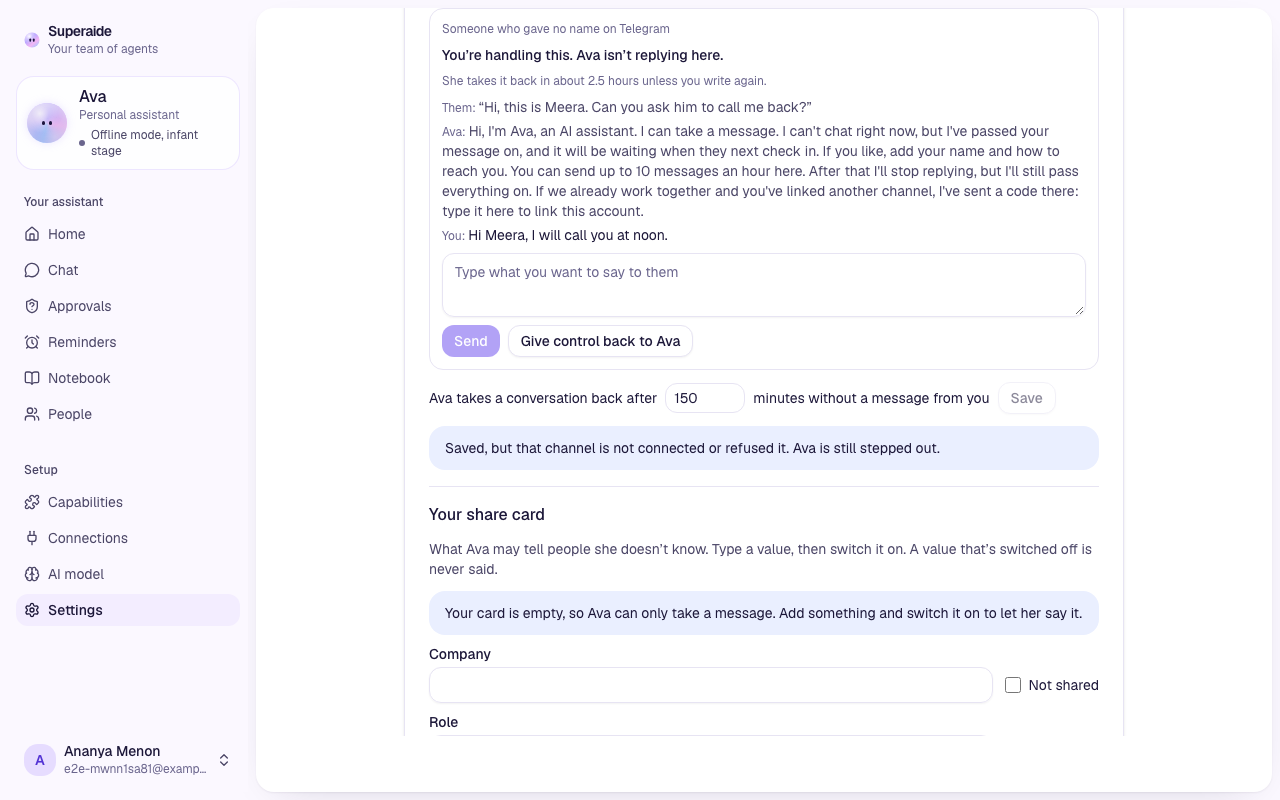 Superaide
Your team of agents
Ava
Personal assistant
Offline mode, infant
stage
Your assistant
Home
Chat
Approvals
Reminders
Notebook
People
Setup
Capabilities
Connections
AI model
Settings
A
Ananya Menon
e2e-mwnn1sa81@examp...
Someone who gave no name on Telegram
You’re handling this. Ava isn’t replying here.
She takes it back in about 2.5 hours unless you write again.
Them: “Hi, this is Meera. Can you ask him to call me back?”
Ava: Hi, I'm Ava, an AI assistant. I can take a message. I can't chat right now, but I've passed your
message on, and it will be waiting when they next check in. If you like, add your name and how to
reach you. You can send up to 10 messages an hour here. After that I'll stop replying, but I'll still pass
everything on. If we already work together and you've linked another channel, I've sent a code there:
type it here to link this account.
You: Hi Meera, I will call you at noon.
Type what you want to say to them
Send
Give control back to Ava
Ava takes a conversation back after 150 minutes without a message from you Save
Saved, but that channel is not connected or refused it. Ava is still stepped out.
Your share card
What Ava may tell people she doesn’t know. Type a value, then switch it on. A value that’s switched off is
never said.
Your card is empty, so Ava can only take a message. Add something and switch it on to let her say it.
Company
Not shared
Role